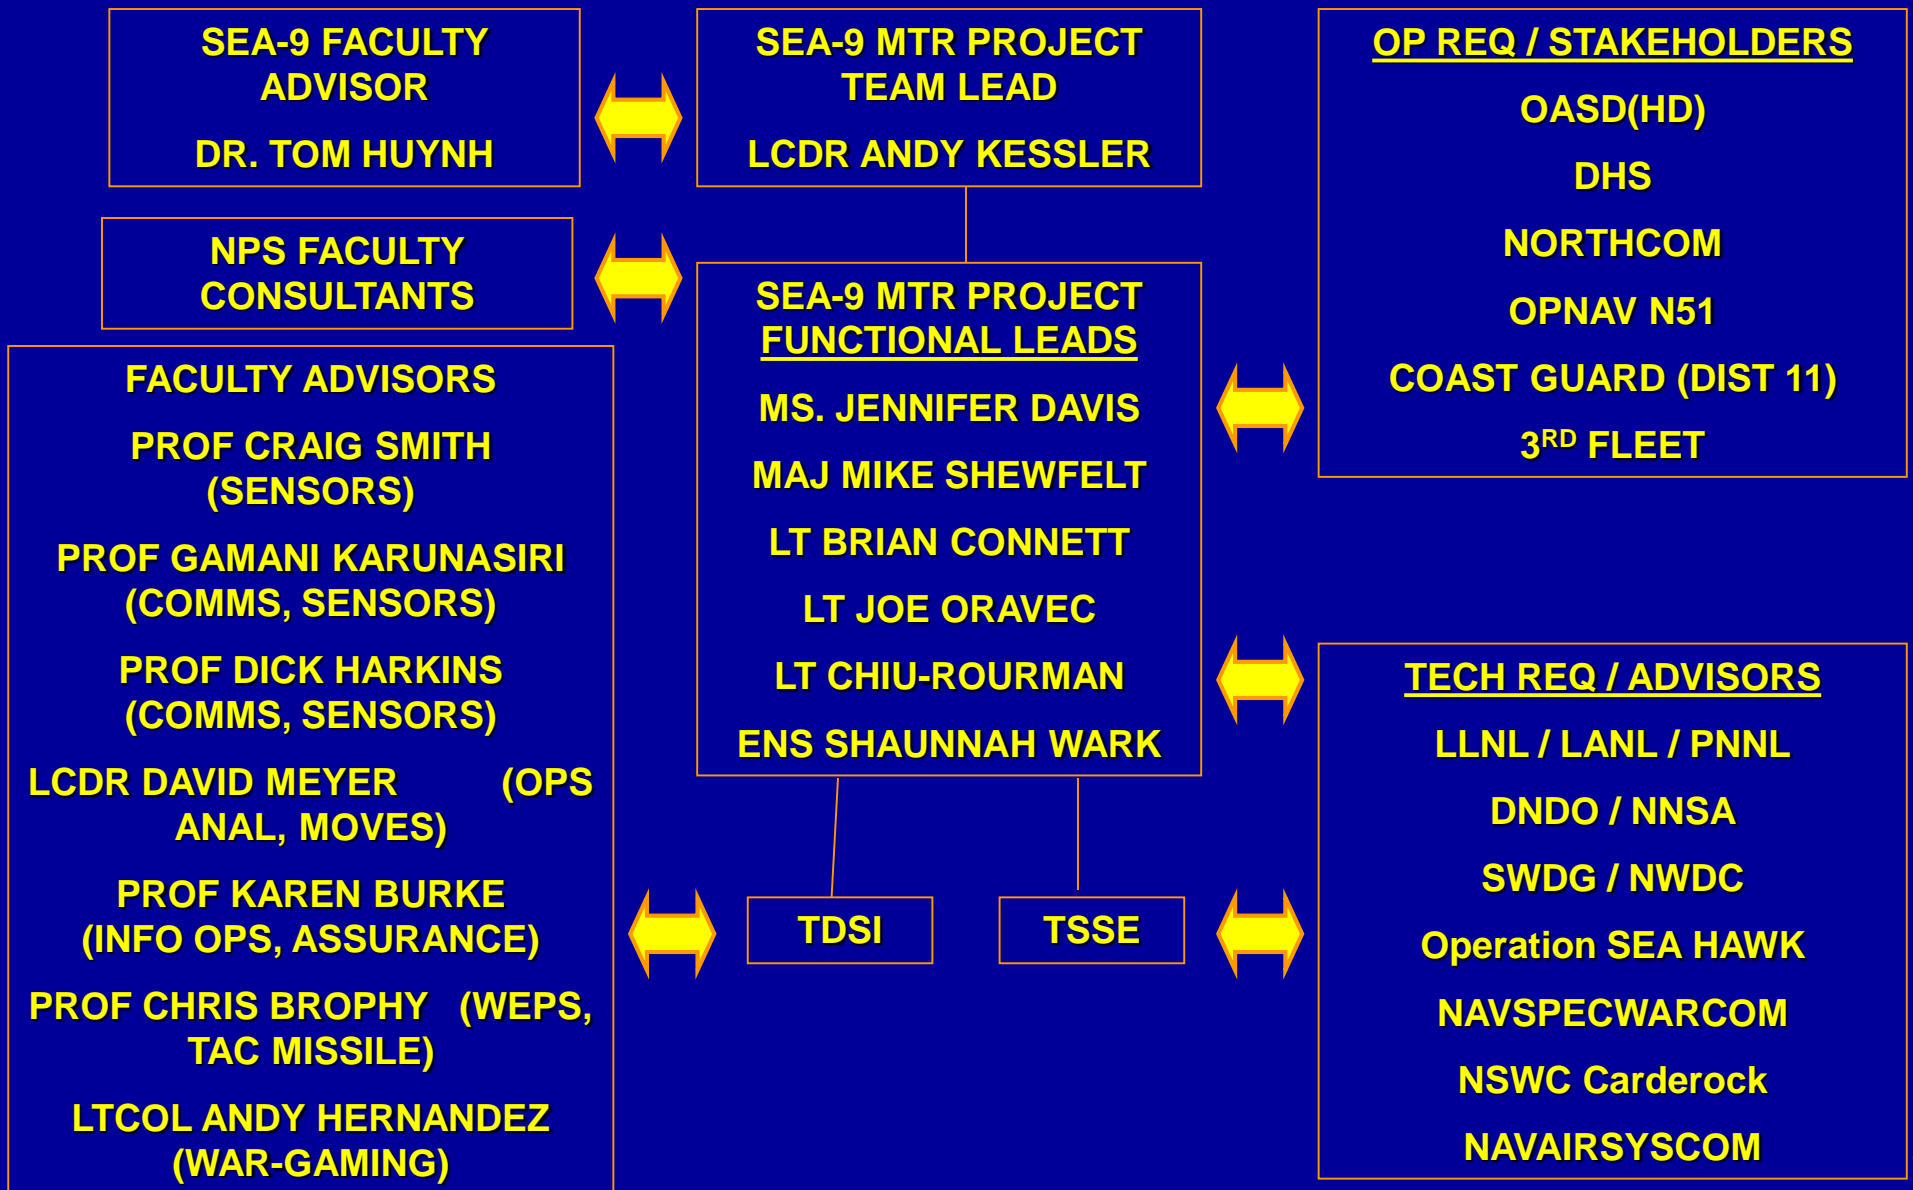 SEA-9 FACULTY
ADVISOR
DR. TOM HUYNH
SEA-9 MTR PROJECT
TEAM LEAD
LCDR ANDY KESSLER
OP REQ / STAKEHOLDERS
OASD(HD)
DHS
NORTHCOM
OPNAV N51
COAST GUARD (DIST 11)
3RD FLEET
NPS FACULTY
CONSULTANTS
SEA-9 MTR PROJECT
FUNCTIONAL LEADS
MS. JENNIFER DAVIS
MAJ MIKE SHEWFELT
LT BRIAN CONNETT
LT JOE ORAVEC
LT CHIU-ROURMAN
ENS SHAUNNAH WARK
FACULTY ADVISORS
PROF CRAIG SMITH
(SENSORS)
PROF GAMANI KARUNASIRI
(COMMS, SENSORS)
PROF DICK HARKINS
(COMMS, SENSORS)
LCDR DAVID MEYER (OPS
ANAL, MOVES)
PROF KAREN BURKE
(INFO OPS, ASSURANCE)
PROF CHRIS BROPHY (WEPS,
TAC MISSILE)
LTCOL ANDY HERNANDEZ
(WAR-GAMING)
TDSI
TSSE
TECH REQ / ADVISORS
LLNL / LANL / PNNL
DNDO / NNSA
SWDG / NWDC
Operation SEA HAWK
NAVSPECWARCOM
NSWC Carderock
NAVAIRSYSCOM